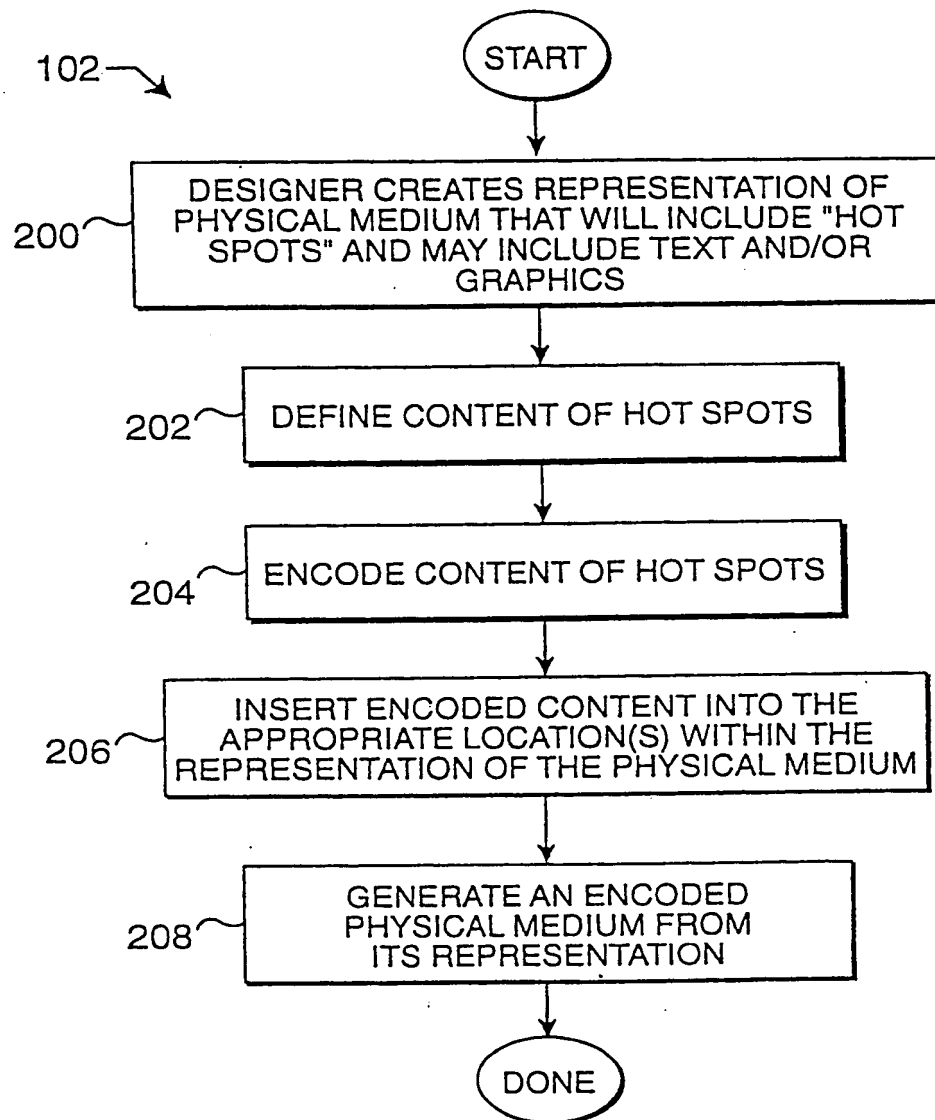 START
102
DESIGNER CREATES REPRESENTATION OF
PHYSICAL MEDIUM THAT WILL INCLUDE "HOT
SPOTS" AND MAY INCLUDE TEXT AND/OR
GRAPHICS
200
DEFINE CONTENT OF HOT SPOTS
202
ENCODE CONTENT OF HOT SPOTS
204
INSERT ENCODED CONTENT INTO THE
APPROPRIATE LOCATION(S) WITHIN THE
REPRESENTATION OF THE PHYSICAL MEDIUM
206
GENERATE AN ENCODED
PHYSICAL MEDIUM FROM
ITS REPRESENTATION
208
DONE